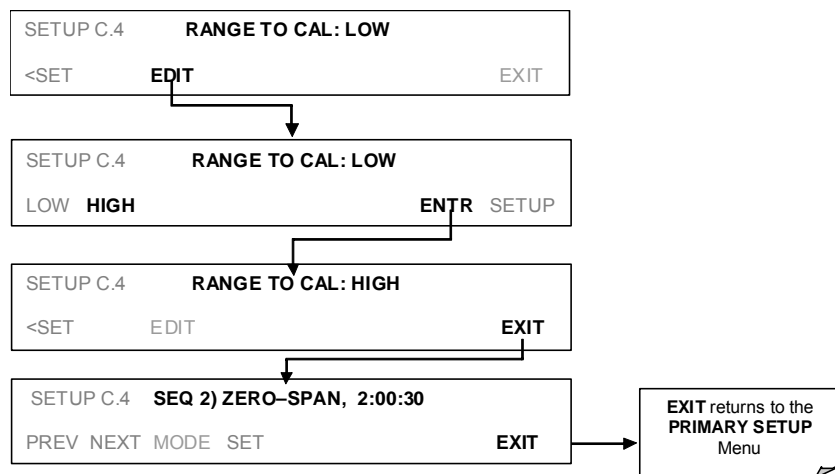 SETUP C.4 RANGE TO CAL: LOW
<SET EDIT EXIT
SETUP C.4 RANGE TO CAL: LOW
LOW HIGH ENTR SETUP
SETUP C.4 RANGE TO CAL: HIGH
<SET EDIT EXIT
SETUP C.4 SEQ 2) ZERO–SPAN, 2:00:30
PREV NEXT MODE SET EXIT
EXIT returns to the
PRIMARY SETUP
Menu